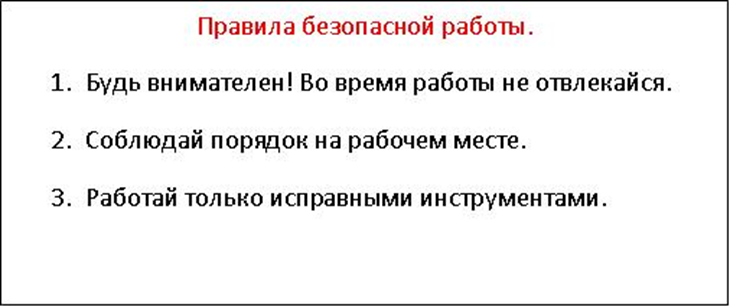 Правила безопасной работы.
1. Будь внимателен! Во время работы не отвлекайся.
2. Соблюдай порядок на рабочем месте.
3. Работай только исправными инструментами.